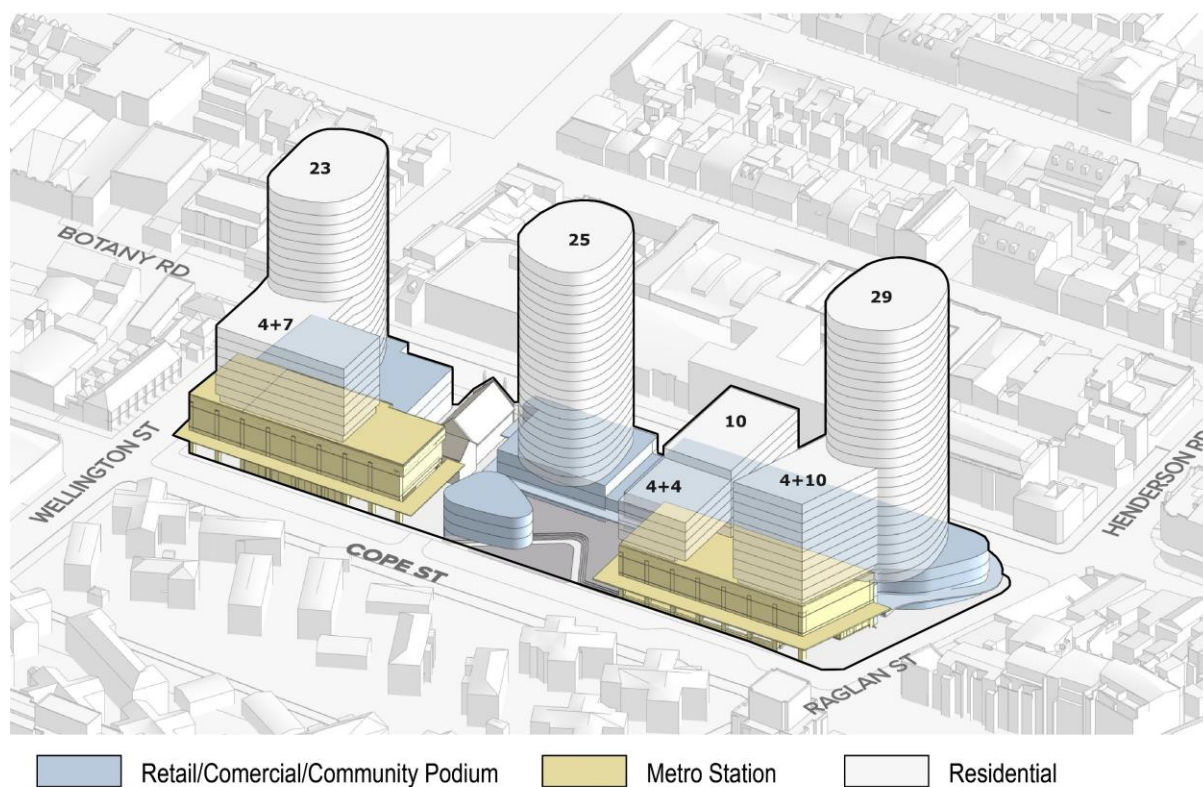 23
25
BOTANY RD
29
4+7
10
4+4
4+10
WELLINGTON ST
HENDERSON RD
COPE ST
RAGLAN ST
Retail/Comercial/Community Podium
Metro Station
Residential